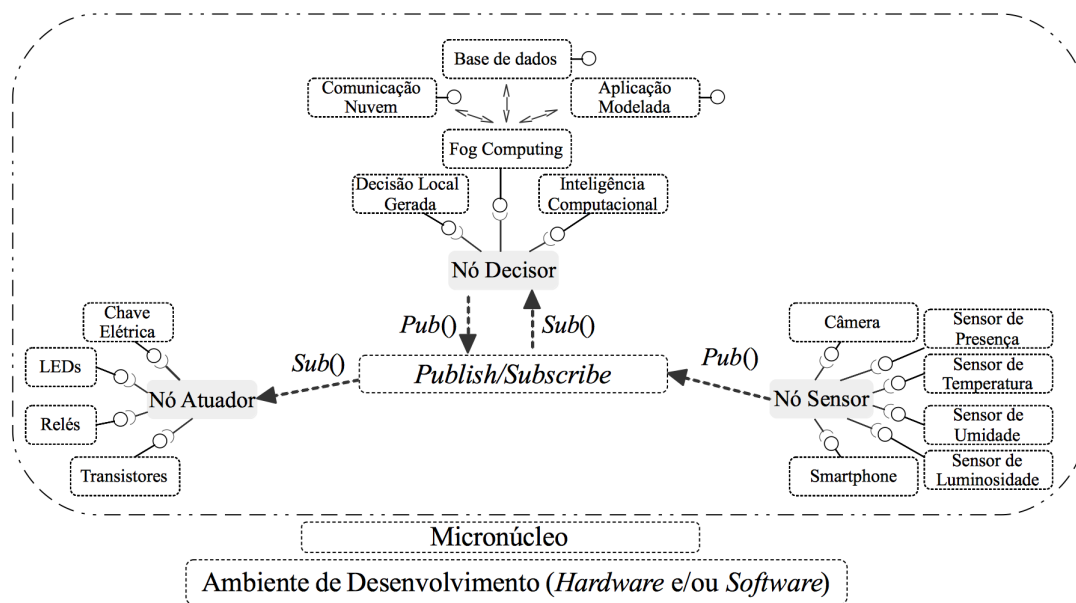 Base de dados
Comunicação
Nuvem
Aplicação
Modelada
Fog Computing
Decisão Local
Gerada
Inteligência
Computacional
Nó Decisor
Pub()
Sub()
Publish/Subscribe
Sub()
Pub()
Chave
Elétrica
LEDs
Nó Atuador
Relés
Transistores
Câmera
Sensor de
Presença
Sensor de
Temperatura
Nó Sensor
Sensor de
Umidade
Smartphone
Sensor de
Luminosidade
Micronúcleo
Ambiente de Desenvolvimento (Hardware e/ou Software)